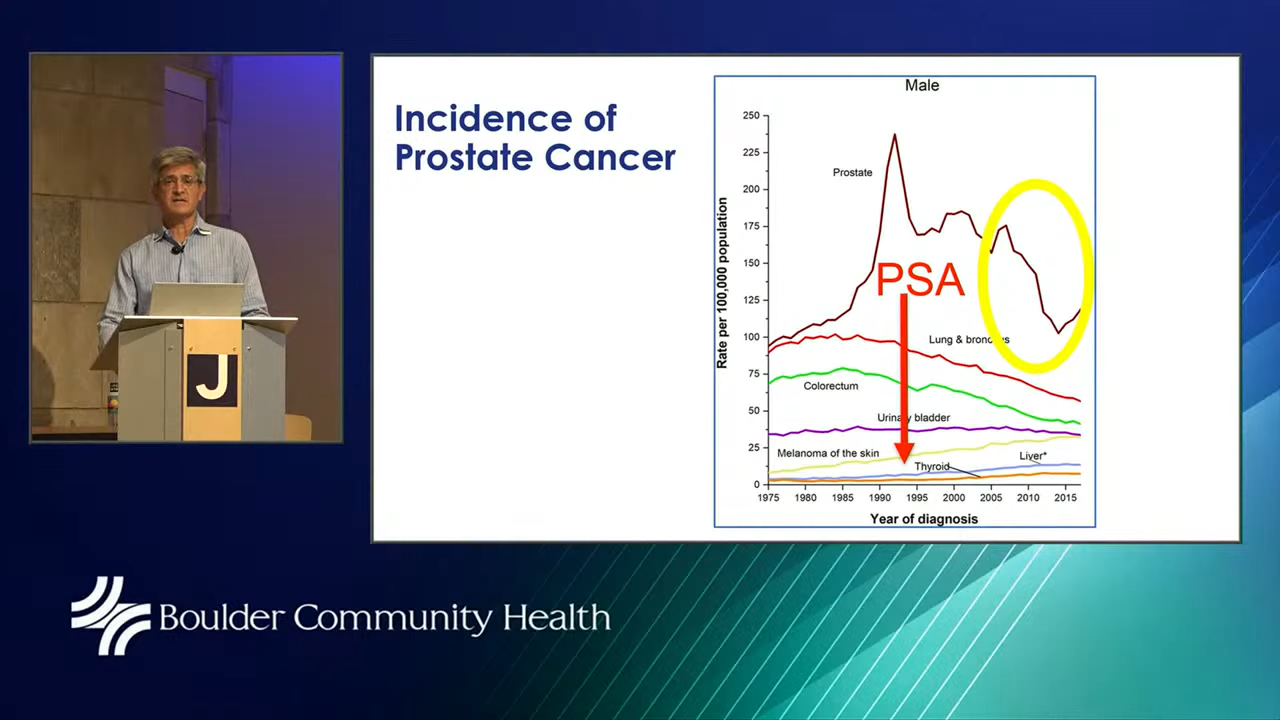 Incidence of
Prostate Cancer
Male
250
225
200
175
150
125
100
75
50
25
0
Rate per 100,000 population
Prostate
PSA
Lung & bronchus
Colorectum
Urinary bladder
Melanoma of the skin
Thyroid
Liver*
1975 1980 1985 1990 1995 2000 2005 2010 2015
Year of diagnosis
J
Boulder Community Health